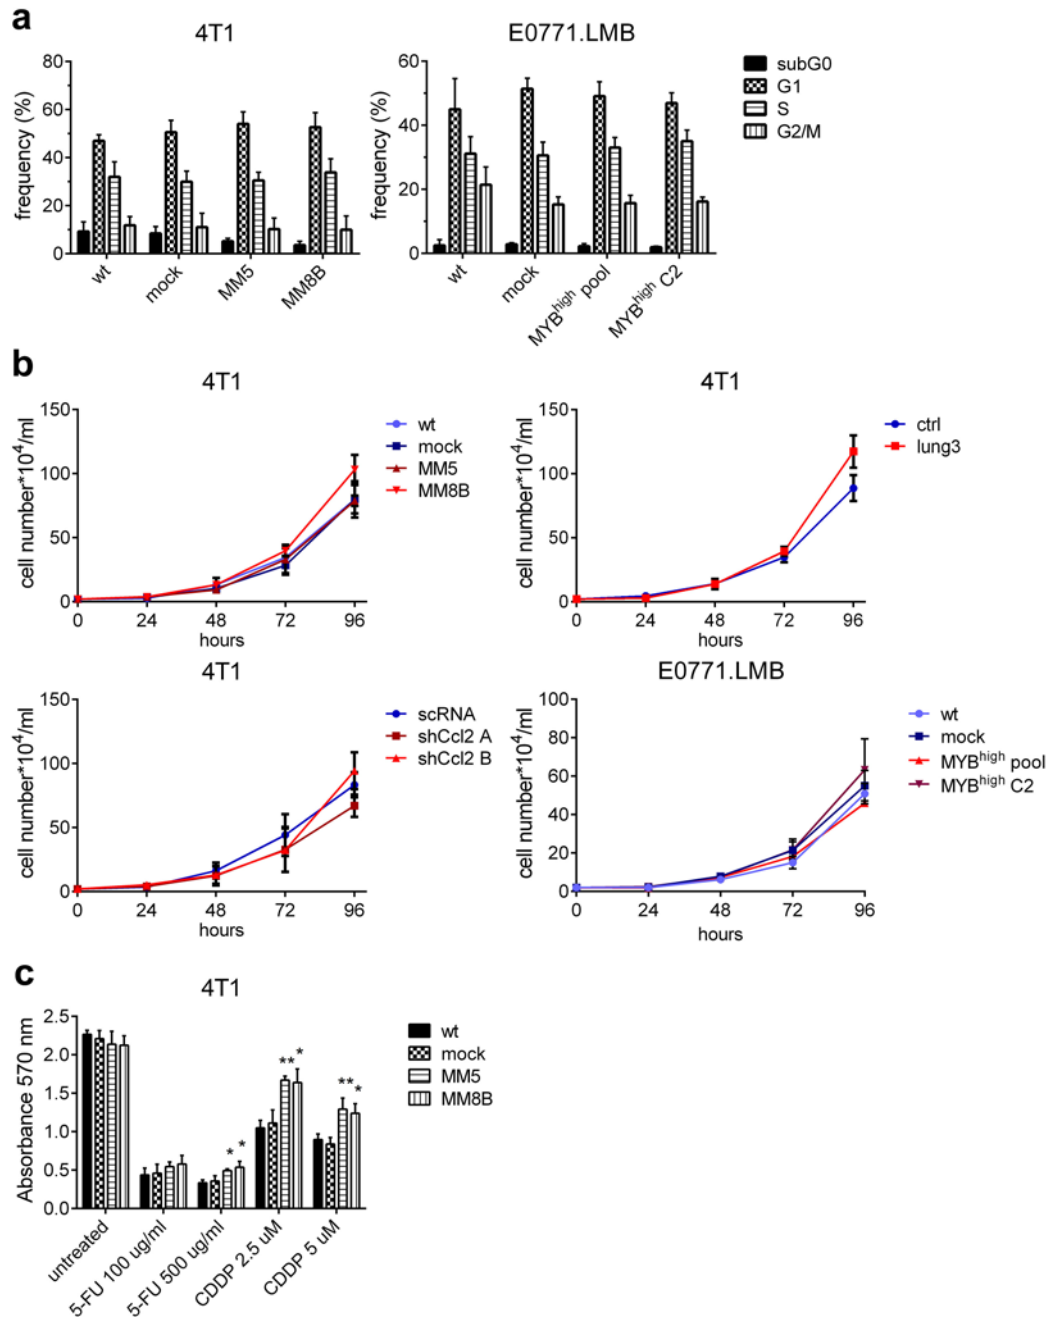 a
4T1
frequency (%)
80
60
40
20
0
wt
mock
MM5
MM8B
E0771.LMB
frequency (%)
60
40
20
0
wt
mock
MYBhigh pool
MYBhigh C2
subG0
G1
S
G2/M
b
4T1
cell number*10⁴/ml
150
100
50
0
0 24 48 72 96
hours
wt
mock
MM5
MM8B
4T1
cell number*10⁴/ml
150
100
50
0
0 24 48 72 96
hours
ctrl
lung3
4T1
cell number*10⁴/ml
150
100
50
0
0 24 48 72 96
hours
scRNA
shCcl2 A
shCcl2 B
E0771.LMB
cell number*10⁴/ml
100
80
60
40
20
0
0 24 48 72 96
hours
wt
mock
MYBhigh pool
MYBhigh C2
c
4T1
Absorbance 570 nm
2.5
2.0
1.5
1.0
0.5
0.0
* *
** *
** *
untreated
5-FU 100 ug/ml
5-FU 500 ug/ml
CDDP 2.5 uM
CDDP 5 uM
wt
mock
MM5
MM8B